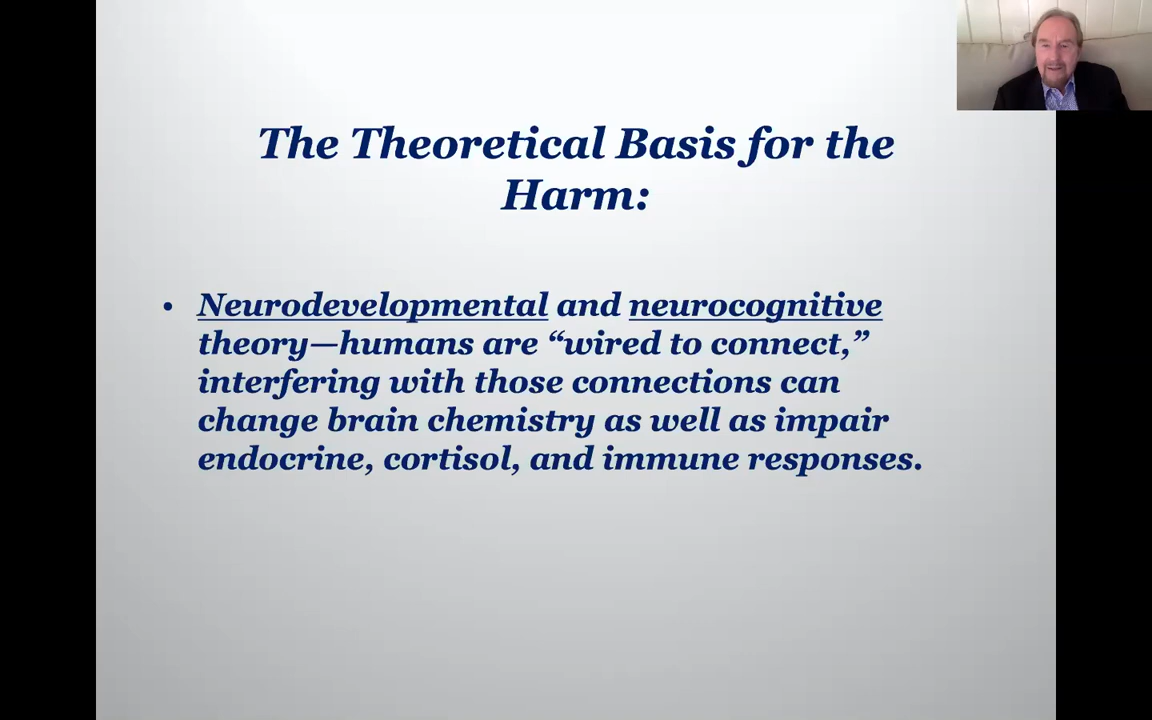 The Theoretical Basis for the
Harm:
• Neurodevelopmental and neurocognitive
theory—humans are “wired to connect,”
interfering with those connections can
change brain chemistry as well as impair
endocrine, cortisol, and immune responses.